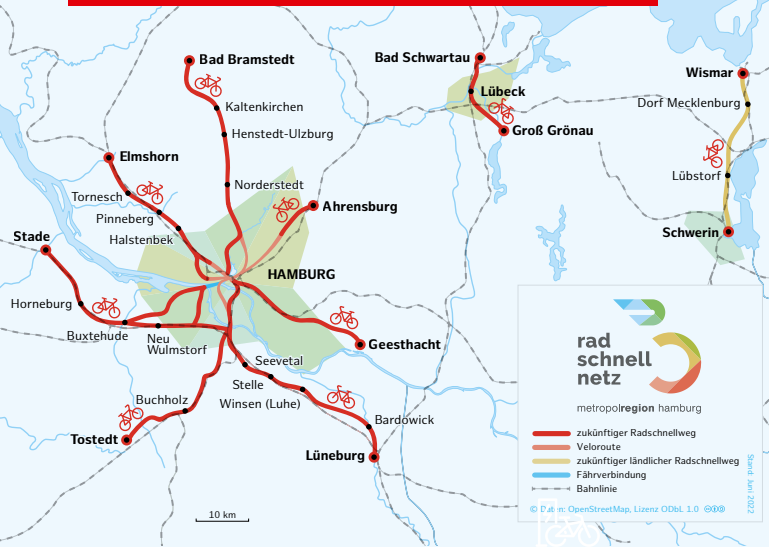 Bad Bramstedt
Kaltenkirchen
Henstedt-Ulzburg
Norderstedt
Elmshorn
Tornesch
Pinneberg
Halstenbek
Stade
Horneburg
Buxtehude
Neu
Wulmstorf
Buchholz
Tostedt
Ahrensburg
HAMBURG
Geesthacht
Seevetal
Stelle
Winsen (Luhe)
Bardowick
Lüneburg
Bad Schwartau
Lübeck
Groß Grönau
Wismar
Dorf Mecklenburg
Lübstorf
Schwerin
10 km
rad
schnell
netz
metropolregion hamburg
zukünftiger Radschnellweg
Veloroute
zukünftiger ländlicher Radschnellweg
Fährverbindung
Bahnlinie
© Daten: OpenStreetMap, Lizenz ODbL 1.0
Stand: Juni 2022